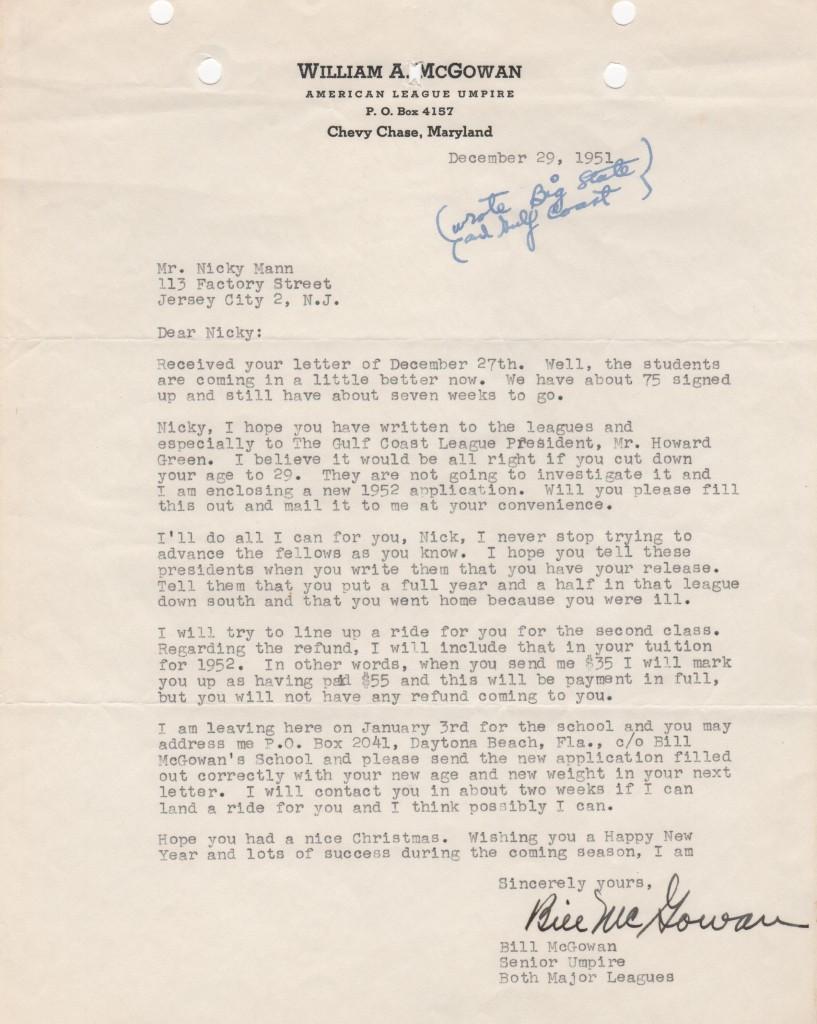 WILLIAM A. McGOWAN
AMERICAN LEAGUE UMPIRE
P. O. Box 4157
Chevy Chase, Maryland
December 29, 1951
(wrote Big State)
(and Gulf Coast
Mr. Nicky Mann
113 Factory Street
Jersey City 2, N.J.
Dear Nicky:
Received your letter of December 27th. Well, the students
are coming in a little better now. We have about 75 signed
up and still have about seven weeks to go.
Nicky, I hope you have written to the leagues and
especially to The Gulf Coast League President, Mr. Howard
Green. I believe it would be all right if you cut down
your age to 29. They are not going to investigate it and
I am enclosing a new 1952 application. Will you please fill
this out and mail it to me at your convenience.
I'll do all I can for you, Nick, I never stop trying to
advance the fellows as you know. I hope you tell these
presidents when you write them that you have your release.
Tell them that you put a full year and a half in that league
down south and that you went home because you were ill.
I will try to line up a ride for you for the second class.
Regarding the refund, I will include that in your tuition
for 1952. In other words, when you send me $35 I will mark
you up as having paid $55 and this will be payment in full,
but you will not have any refund coming to you.
I am leaving here on January 3rd for the school and you may
address me P.O. Box 2041, Daytona Beach, Fla., c/o Bill
McGowan's School and please send the new application filled
out correctly with your new age and new weight in your next
letter. I will contact you in about two weeks if I can
land a ride for you and I think possibly I can.
Hope you had a nice Christmas. Wishing you a Happy New
Year and lots of success during the coming season, I am
Sincerely yours,
Bill McGowan
Bill McGowan
Senior Umpire
Both Major Leagues